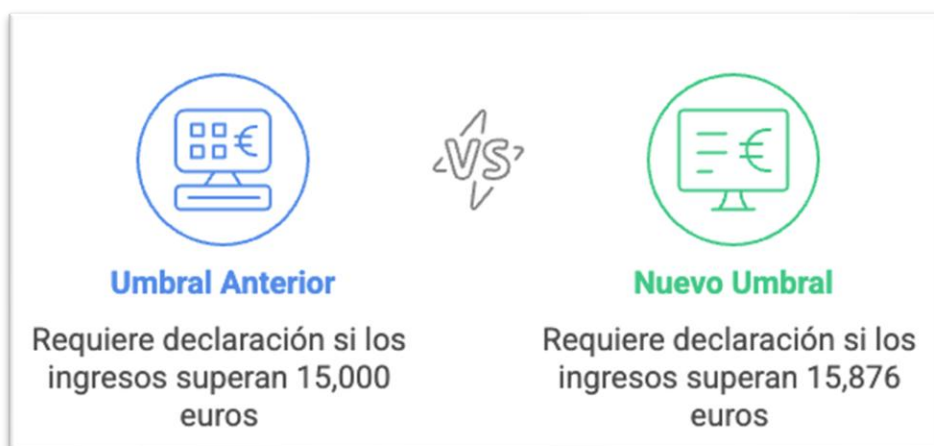 VS
Umbral Anterior
Requiere declaración si los
ingresos superan 15,000
euros
Nuevo Umbral
Requiere declaración si los
ingresos superan 15,876
euros